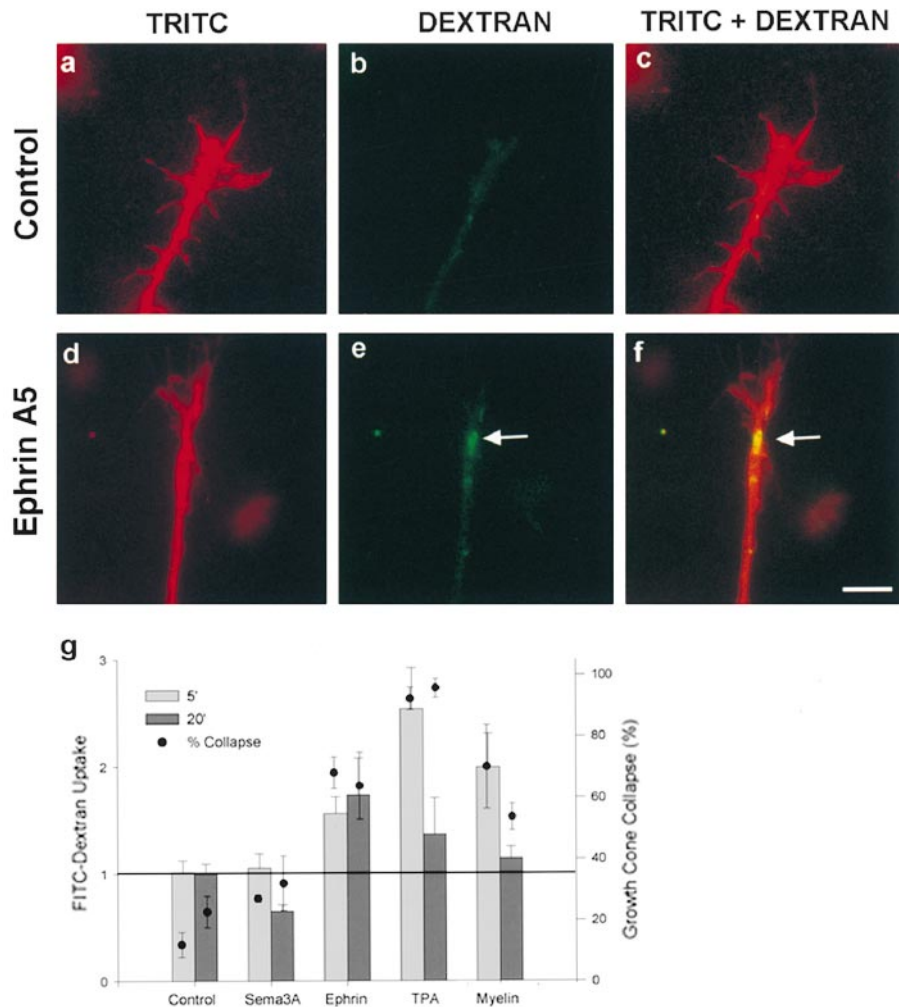 TRITC DEXTRAN TRITC + DEXTRAN
Control
a b c
Ephrin A5
d e f
g
3
2
1
0
FITC-Dextran Uptake
5'
20'
% Collapse
100
80
60
40
20
0
Growth Cone Collapse (%)
Control Sema3A Ephrin TPA Myelin